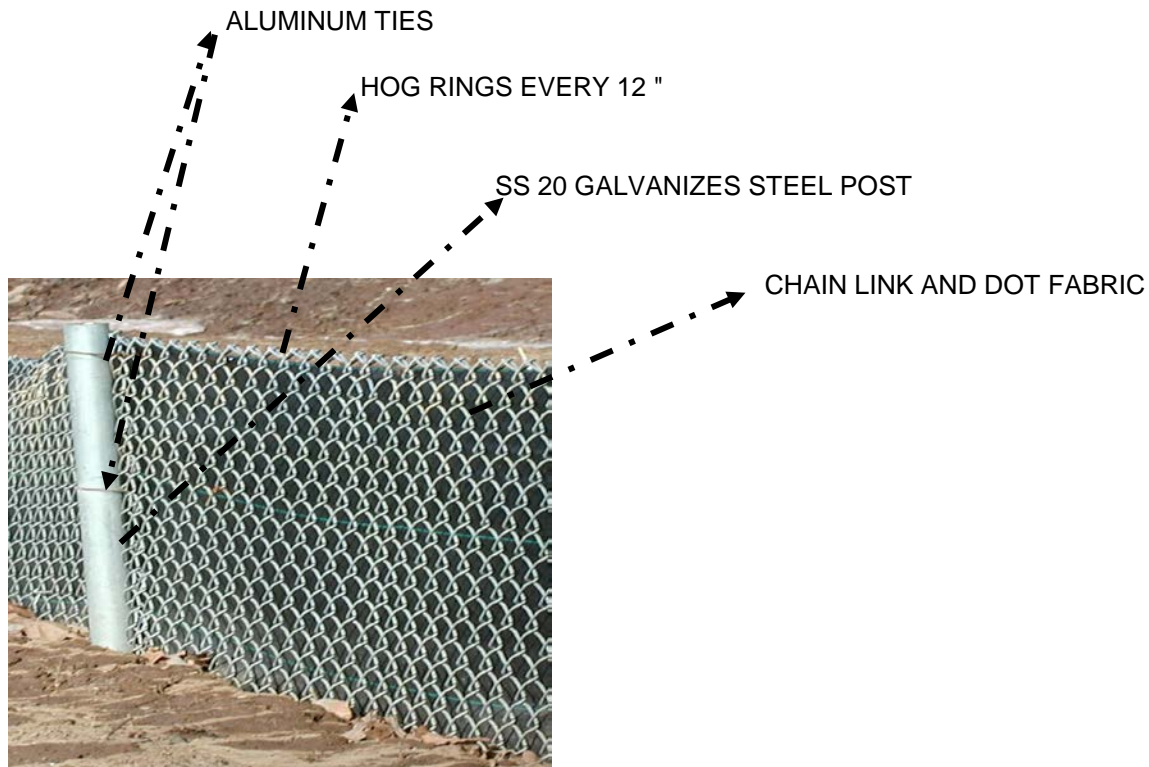 ALUMINUM TIES
HOG RINGS EVERY 12 "
SS 20 GALVANIZES STEEL POST
CHAIN LINK AND DOT FABRIC